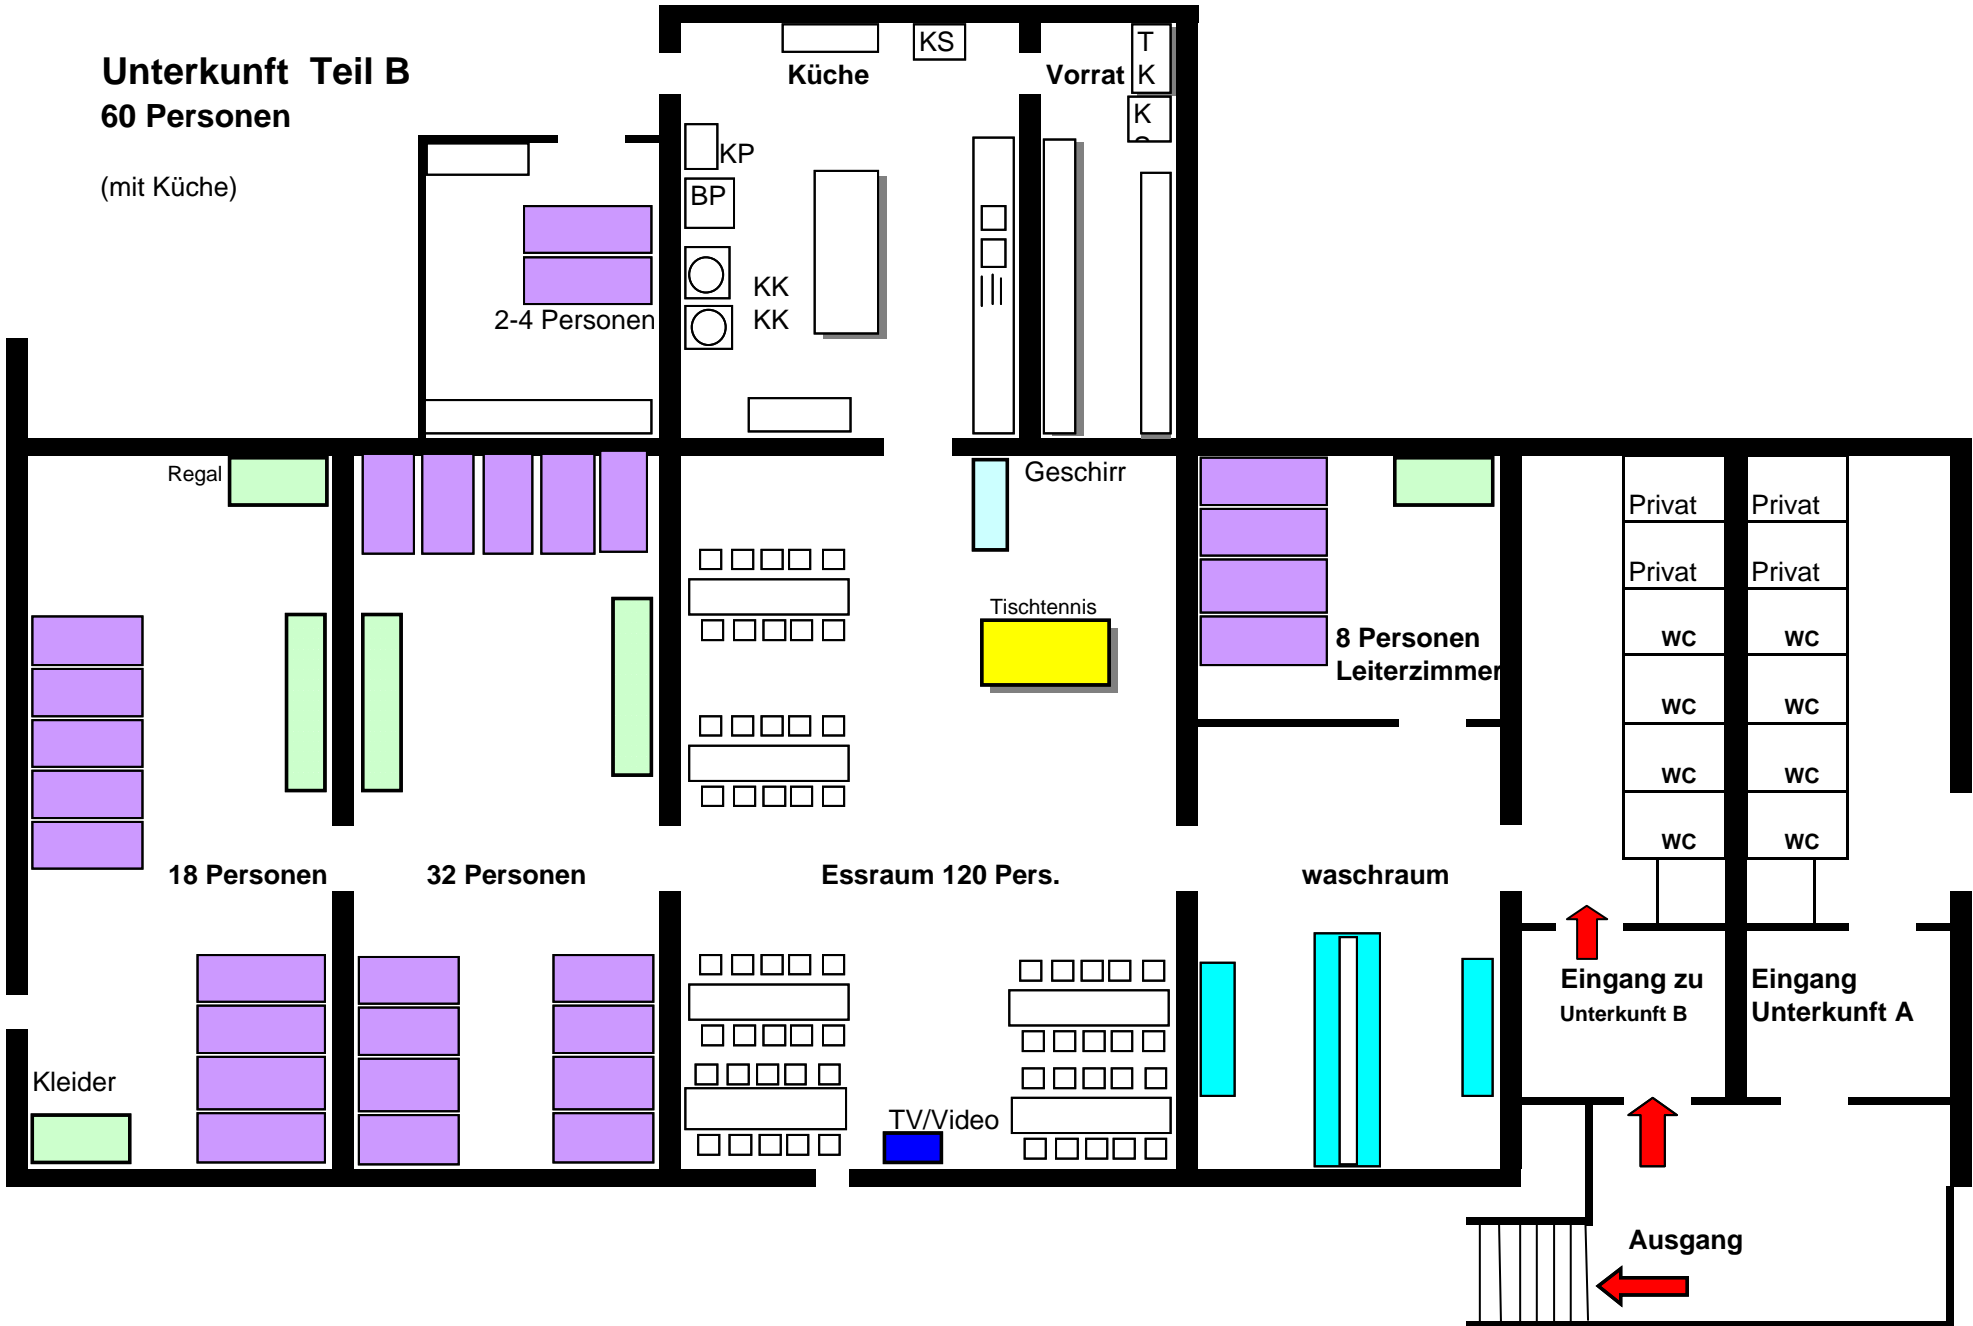 Unterkunft Teil B
60 Personen
(mit Küche)
KS
Küche
Vorrat
T
K
K
KP
BP
KK
KK
2-4 Personen
Regal
Geschirr
Tischtennis
8 Personen
Leiterzimmer
Privat
Privat
Privat
Privat
WC
WC
WC
WC
WC
WC
WC
WC
18 Personen
32 Personen
Essraum 120 Pers.
waschraum
Eingang zu
Unterkunft B
Eingang
Unterkunft A
Kleider
TV/Video
Ausgang